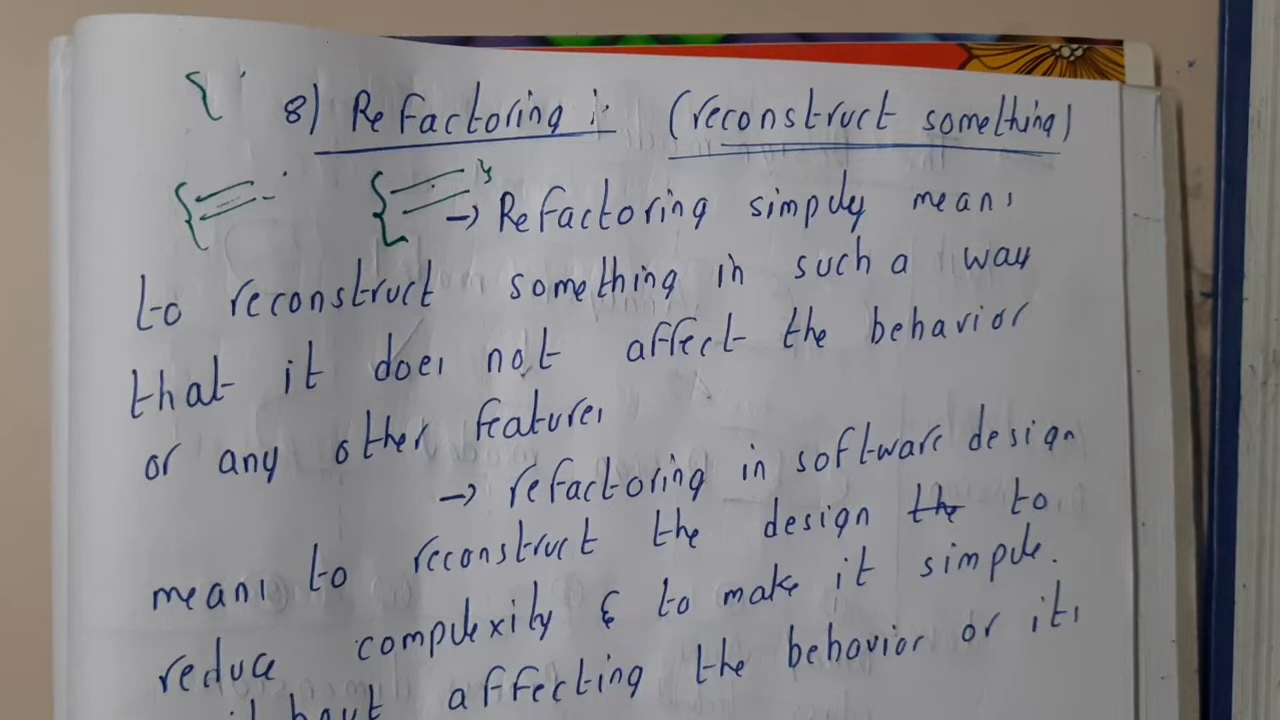 8) Refactoring :- (reconstruct something)
→ Refactoring simply means
to reconstruct something in such a way
that it does not affect the behavior
or any other features
→ refactoring in software design
means to reconstruct the design the to
reduce complexity & to make it simple.
without affecting the behavior or its